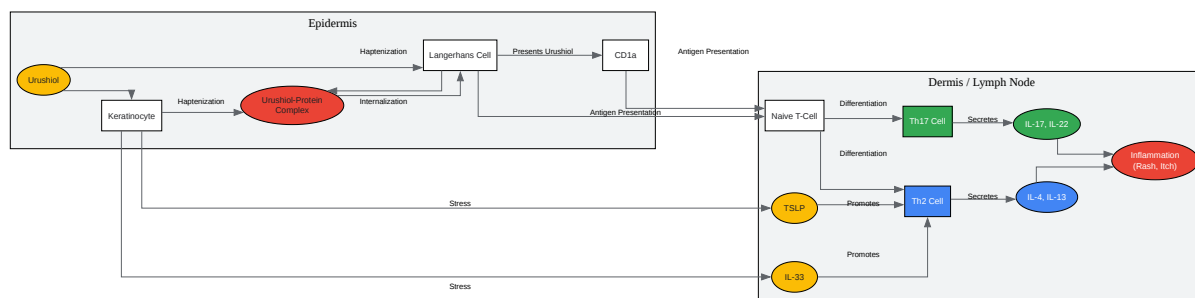 Epidermis
Haptenization
Antigen Presentation
Langerhans Cell
Presents Urushiol
CD1a
Urushiol
Dermis / Lymph Node
Haptenization
Urushiol-Protein
Complex
Internalization
Keratinocyte
Antigen Presentation
Naive T-Cell
Differentiation
Th17 Cell
Secretes
IL-17, IL-22
Differentiation
Inflammation
(Rash, Itch)
Stress
TSLP
Promotes
Th2 Cell
Secretes
IL-4, IL-13
Promotes
IL-33
Stress